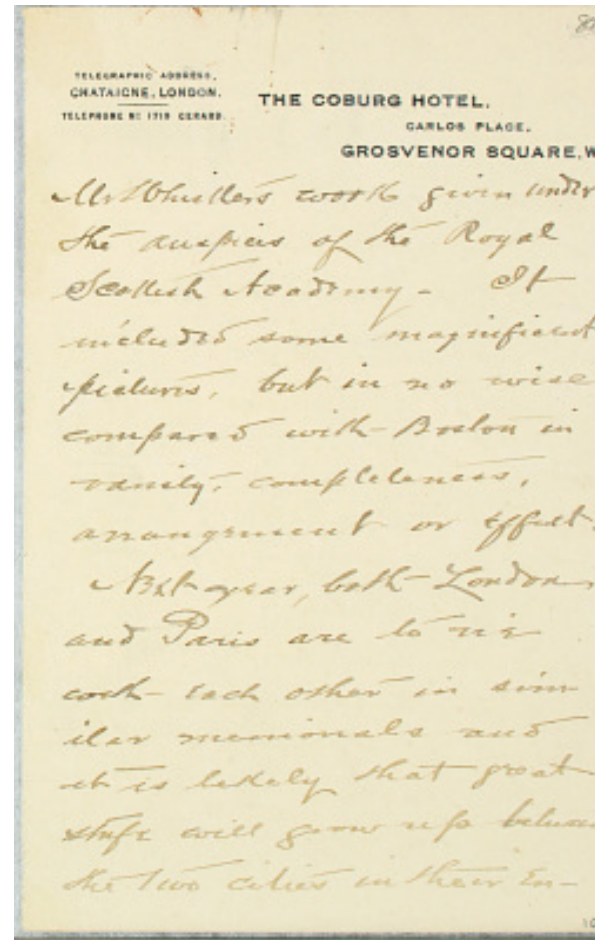 TELEGRAPHIC ADDRESS,
CHATAIGNE, LONDON.
TELEPHONE Nº 1719 GERARD.
THE COBURG HOTEL,
CARLOS PLACE,
GROSVENOR SQUARE, W
Mr Whistler's work given under
the auspices of the Royal
Scottish Academy - It
included some magnificent
pictures, but in no wise
compared with Boston in
variety, completeness,
arrangement or effect.
Next year, both London
and Paris are to vie
with each other in sim
ilar memorials and
it is likely that great
strife will grow up between
the two cities in their en-